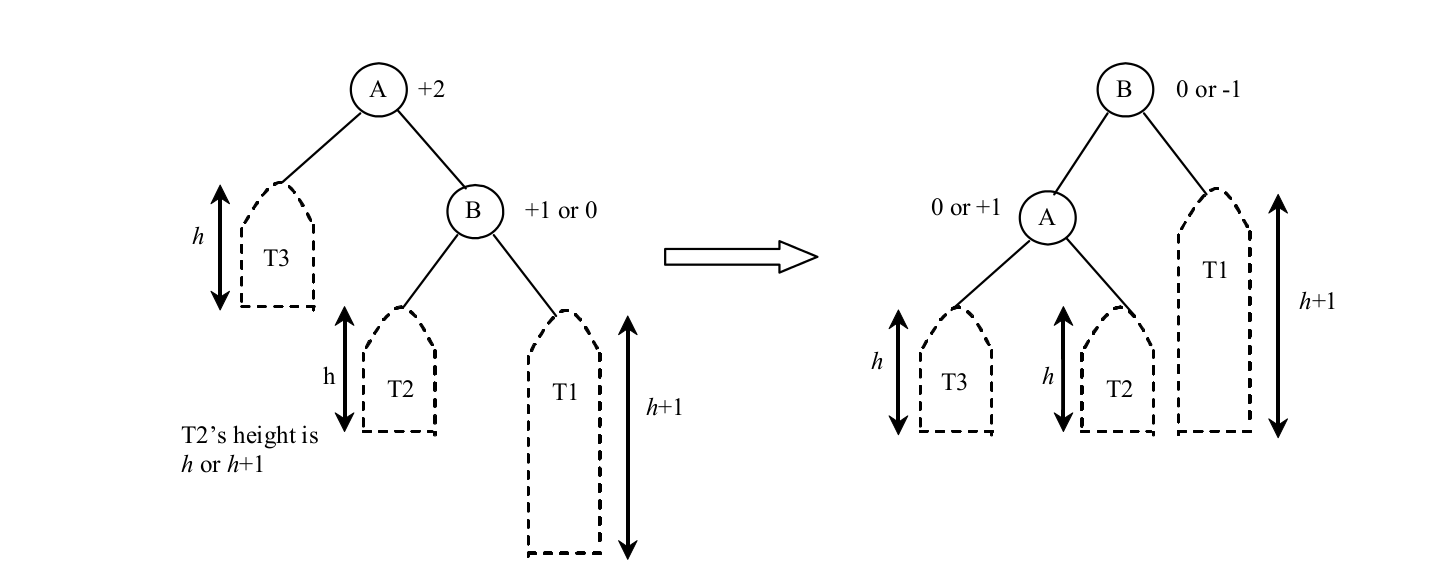 A +2
B +1 or 0
h
T3
h
T2
T1
h+1
T2’s height is
h or h+1
B 0 or -1
0 or +1 A
T1
h+1
h
T3
h
T2